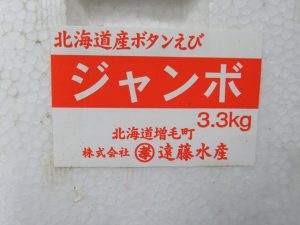 北海道産ボタンえび
ジャンボ
3.3kg
北海道増毛町
株式会社 遠藤水産